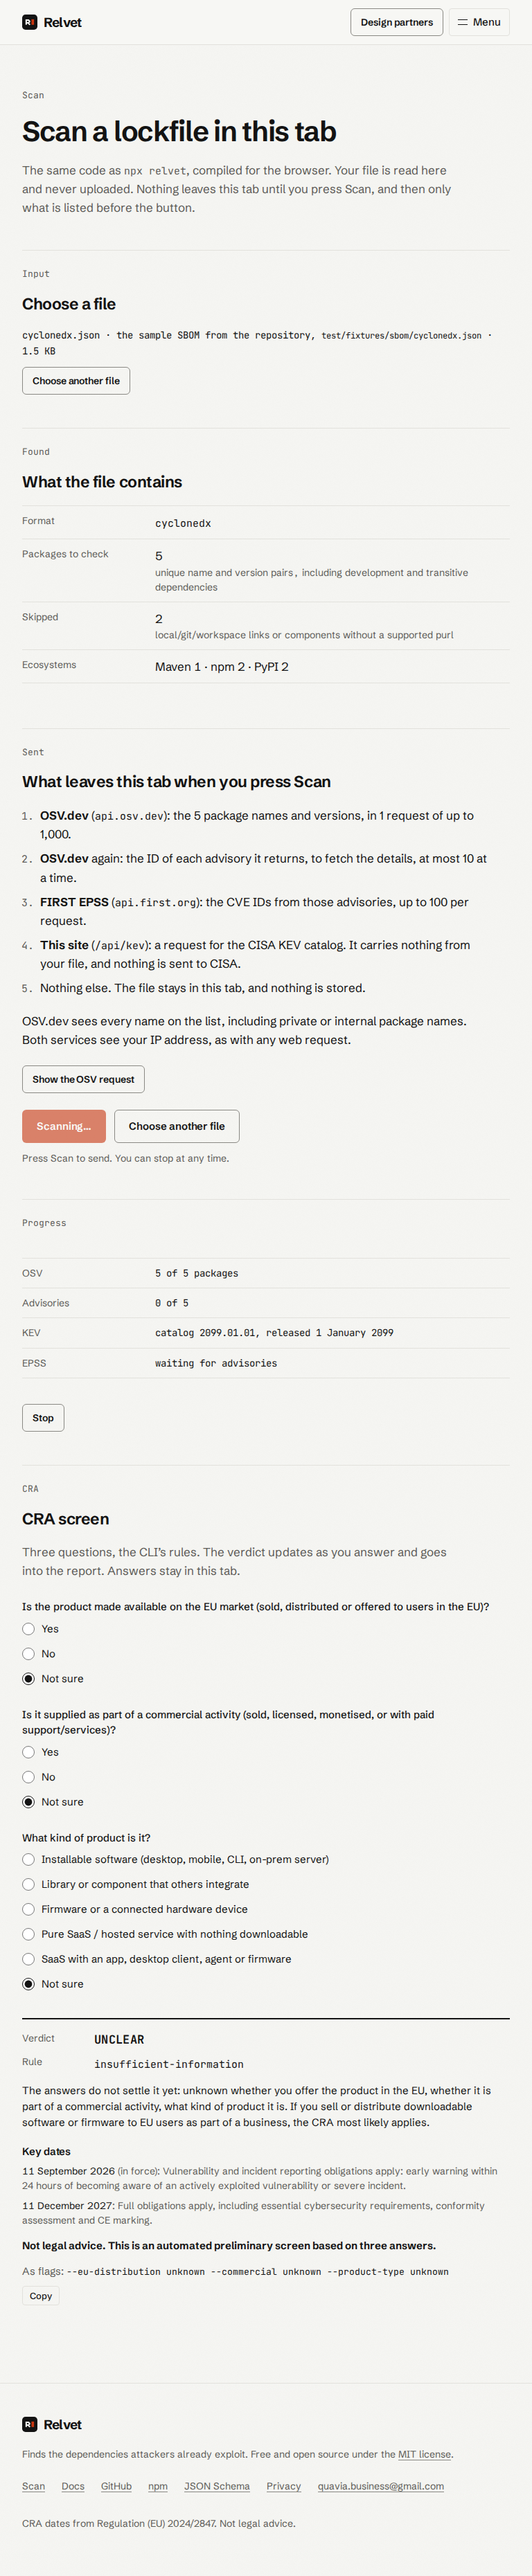 Relvet
Design partners
Menu
Scan
Scan a lockfile in this tab
The same code as npx relvet, compiled for the browser. Your file is read here
and never uploaded. Nothing leaves this tab until you press Scan, and then only
what is listed before the button.
Input
Choose a file
cyclonedx.json · the sample SBOM from the repository, test/fixtures/sbom/cyclonedx.json ·
1.5 KB
Choose another file
Found
What the file contains
Format
cyclonedx
Packages to check
5
unique name and version pairs, including development and transitive
dependencies
Skipped
2
local/git/workspace links or components without a supported purl
Ecosystems
Maven 1 · npm 2 · PyPI 2
Sent
What leaves this tab when you press Scan
1. OSV.dev (api.osv.dev): the 5 package names and versions, in 1 request of up to
1,000.
2. OSV.dev again: the ID of each advisory it returns, to fetch the details, at most 10 at
a time.
3. FIRST EPSS (api.first.org): the CVE IDs from those advisories, up to 100 per
request.
4. This site (/api/kev): a request for the CISA KEV catalog. It carries nothing from
your file, and nothing is sent to CISA.
5. Nothing else. The file stays in this tab, and nothing is stored.
OSV.dev sees every name on the list, including private or internal package names.
Both services see your IP address, as with any web request.
Show the OSV request
Scanning…
Choose another file
Press Scan to send. You can stop at any time.
Progress
OSV
5 of 5 packages
Advisories
0 of 5
KEV
catalog 2099.01.01, released 1 January 2099
EPSS
waiting for advisories
Stop
CRA
CRA screen
Three questions, the CLI's rules. The verdict updates as you answer and goes
into the report. Answers stay in this tab.
Is the product made available on the EU market (sold, distributed or offered to users in the EU)?
Yes
No
Not sure
Is it supplied as part of a commercial activity (sold, licensed, monetised, or with paid
support/services)?
Yes
No
Not sure
What kind of product is it?
Installable software (desktop, mobile, CLI, on-prem server)
Library or component that others integrate
Firmware or a connected hardware device
Pure SaaS / hosted service with nothing downloadable
SaaS with an app, desktop client, agent or firmware
Not sure
Verdict
UNCLEAR
Rule
insufficient-information
The answers do not settle it yet: unknown whether you offer the product in the EU, whether it is
part of a commercial activity, what kind of product it is. If you sell or distribute downloadable
software or firmware to EU users as part of a business, the CRA most likely applies.
Key dates
11 September 2026 (in force): Vulnerability and incident reporting obligations apply: early warning within
24 hours of becoming aware of an actively exploited vulnerability or severe incident.
11 December 2027: Full obligations apply, including essential cybersecurity requirements, conformity
assessment and CE marking.
Not legal advice. This is an automated preliminary screen based on three answers.
As flags: --eu-distribution unknown --commercial unknown --product-type unknown
Copy
Relvet
Finds the dependencies attackers already exploit. Free and open source under the MIT license.
Scan
Docs
GitHub
npm
JSON Schema
Privacy
quavia.business@gmail.com
CRA dates from Regulation (EU) 2024/2847. Not legal advice.